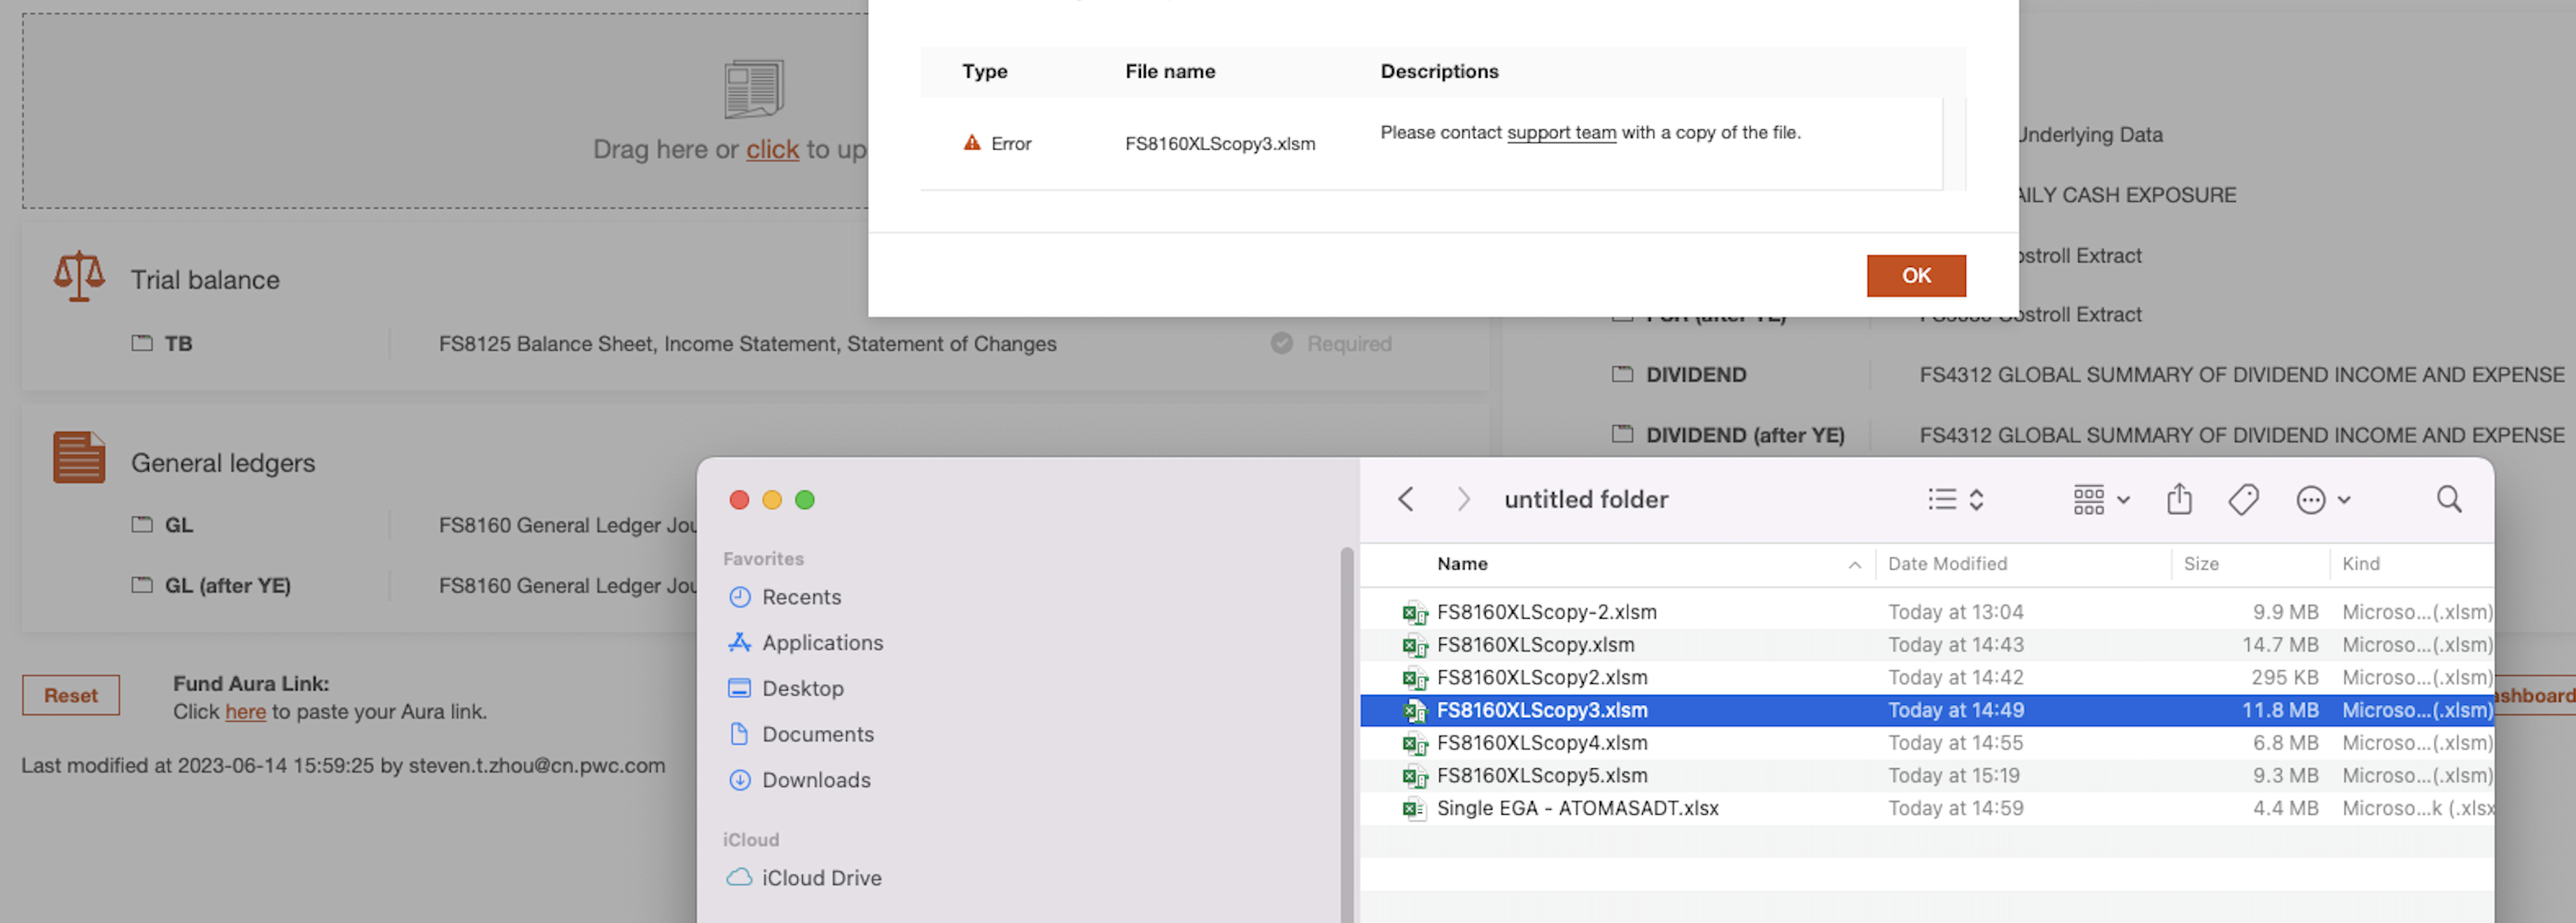 Type File name Descriptions
Error FS8160XLScopy3.xlsm Please contact support team with a copy of the file.
OK
Drag here or click to up
Trial balance
TB FS8125 Balance Sheet, Income Statement, Statement of Changes Required
General ledgers
GL FS8160 General Ledger Jou
GL (after YE) FS8160 General Ledger Jou
Reset
Fund Aura Link:
Click here to paste your Aura link.
Last modified at 2023-06-14 15:59:25 by steven.t.zhou@cn.pwc.com
Underlying Data
AILY CASH EXPOSURE
ostroll Extract
ostroll Extract
DIVIDEND FS4312 GLOBAL SUMMARY OF DIVIDEND INCOME AND EXPENSE
DIVIDEND (after YE) FS4312 GLOBAL SUMMARY OF DIVIDEND INCOME AND EXPENSE
ashboard
Favorites
Recents
Applications
Desktop
Documents
Downloads
iCloud
iCloud Drive
untitled folder
Name Date Modified Size Kind
FS8160XLScopy-2.xlsm Today at 13:04 9.9 MB Microso...(.xlsm)
FS8160XLScopy.xlsm Today at 14:43 14.7 MB Microso...(.xlsm)
FS8160XLScopy2.xlsm Today at 14:42 295 KB Microso...(.xlsm)
FS8160XLScopy3.xlsm Today at 14:49 11.8 MB Microso...(.xlsm)
FS8160XLScopy4.xlsm Today at 14:55 6.8 MB Microso...(.xlsm)
FS8160XLScopy5.xlsm Today at 15:19 9.3 MB Microso...(.xlsm)
Single EGA - ATOMASADT.xlsx Today at 14:59 4.4 MB Microso...k (.xlsx